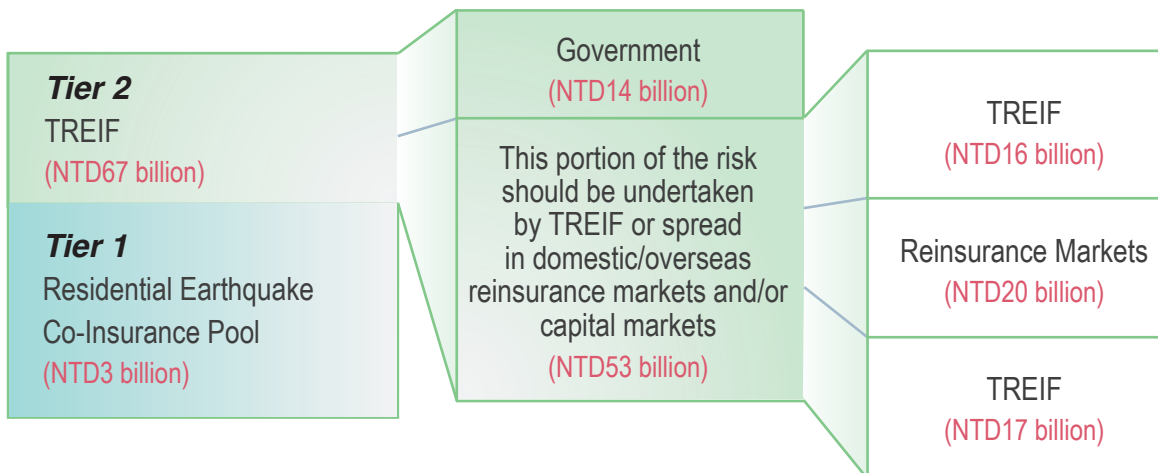 Tier 2
TREIF
(NTD67 billion)
Tier 1
Residential Earthquake
Co-Insurance Pool
(NTD3 billion)
Government
(NTD14 billion)
This portion of the risk
should be undertaken
by TREIF or spread
in domestic/overseas
reinsurance markets and/or
capital markets
(NTD53 billion)
TREIF
(NTD16 billion)
Reinsurance Markets
(NTD20 billion)
TREIF
(NTD17 billion)